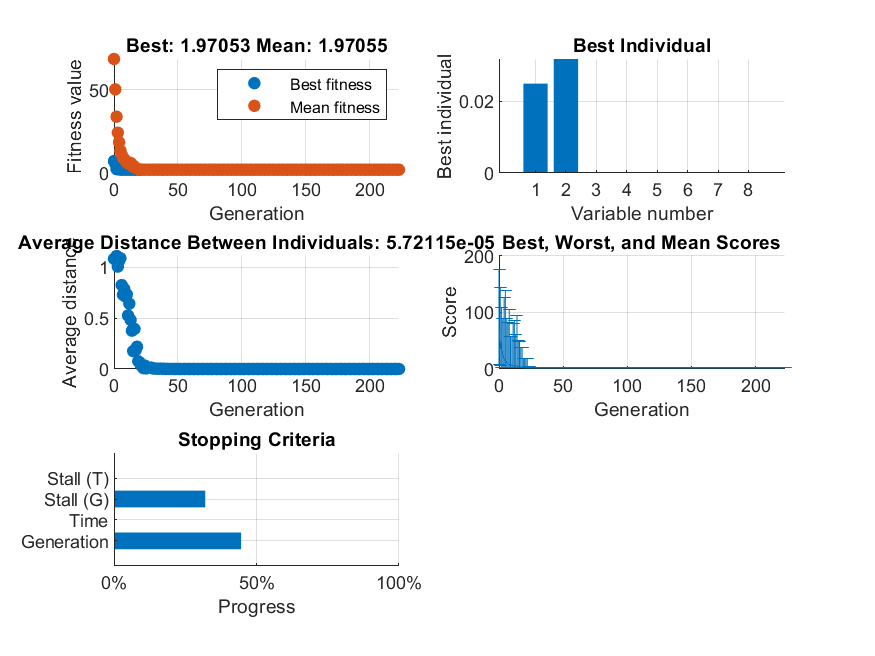 Best: 1.97053 Mean: 1.97055
Fitness value
50
0
Best fitness
Mean fitness
0 50 100 150 200
Generation
Best Individual
Best individual
0.02
0
1 2 3 4 5 6 7 8
Variable number
Average Distance Between Individuals: 5.72115e-05
Average distance
1
0.5
0
0 50 100 150 200
Generation
Best, Worst, and Mean Scores
Score
200
100
0
0 50 100 150 200
Generation
Stopping Criteria
Stall (T)
Stall (G)
Time
Generation
0% 50% 100%
Progress